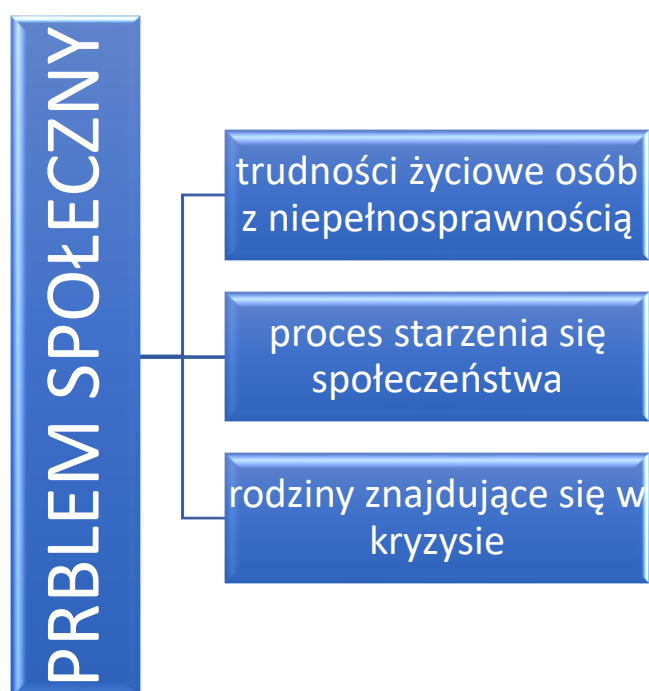 PRBLEM SPOŁECZNY
trudności życiowe osób
z niepełnosprawnością
proces starzenia się
społeczeństwa
rodziny znajdujące się w
kryzysie